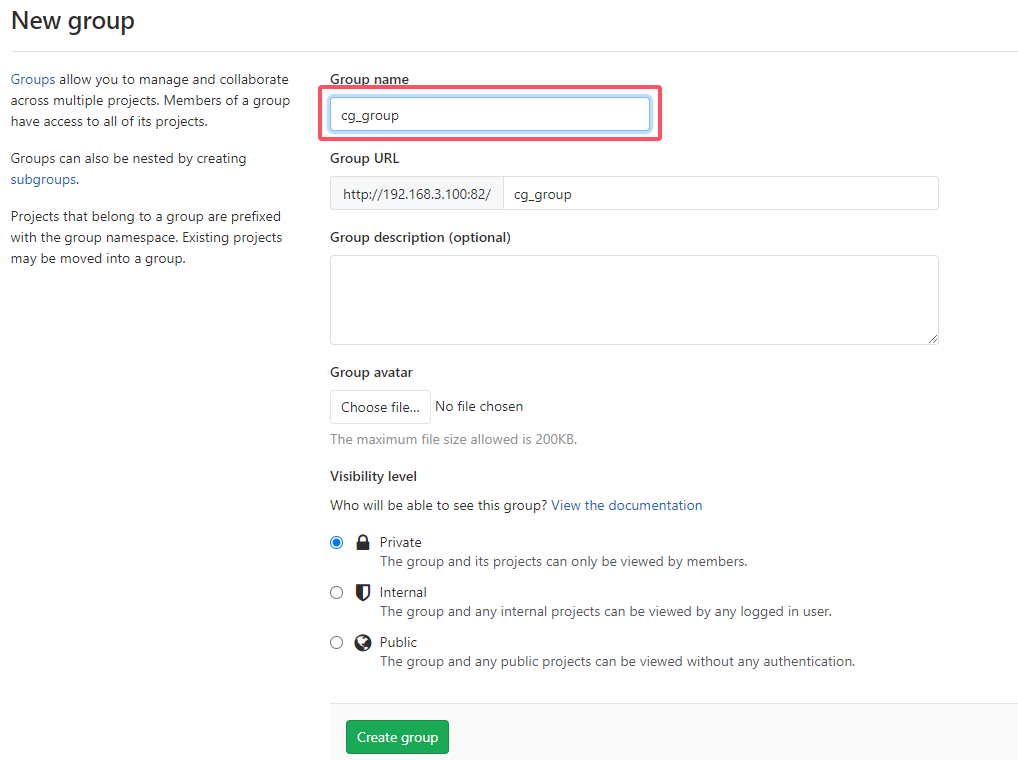 New group
Groups allow you to manage and collaborate
across multiple projects. Members of a group
have access to all of its projects.
Groups can also be nested by creating
subgroups.
Projects that belong to a group are prefixed
with the group namespace. Existing projects
may be moved into a group.
Group name
cg_group
Group URL
http://192.168.3.100:82/ cg_group
Group description (optional)
Group avatar
Choose file... No file chosen
The maximum file size allowed is 200KB.
Visibility level
Who will be able to see this group? View the documentation
Private
The group and its projects can only be viewed by members.
Internal
The group and any internal projects can be viewed by any logged in user.
Public
The group and any public projects can be viewed without any authentication.
Create group